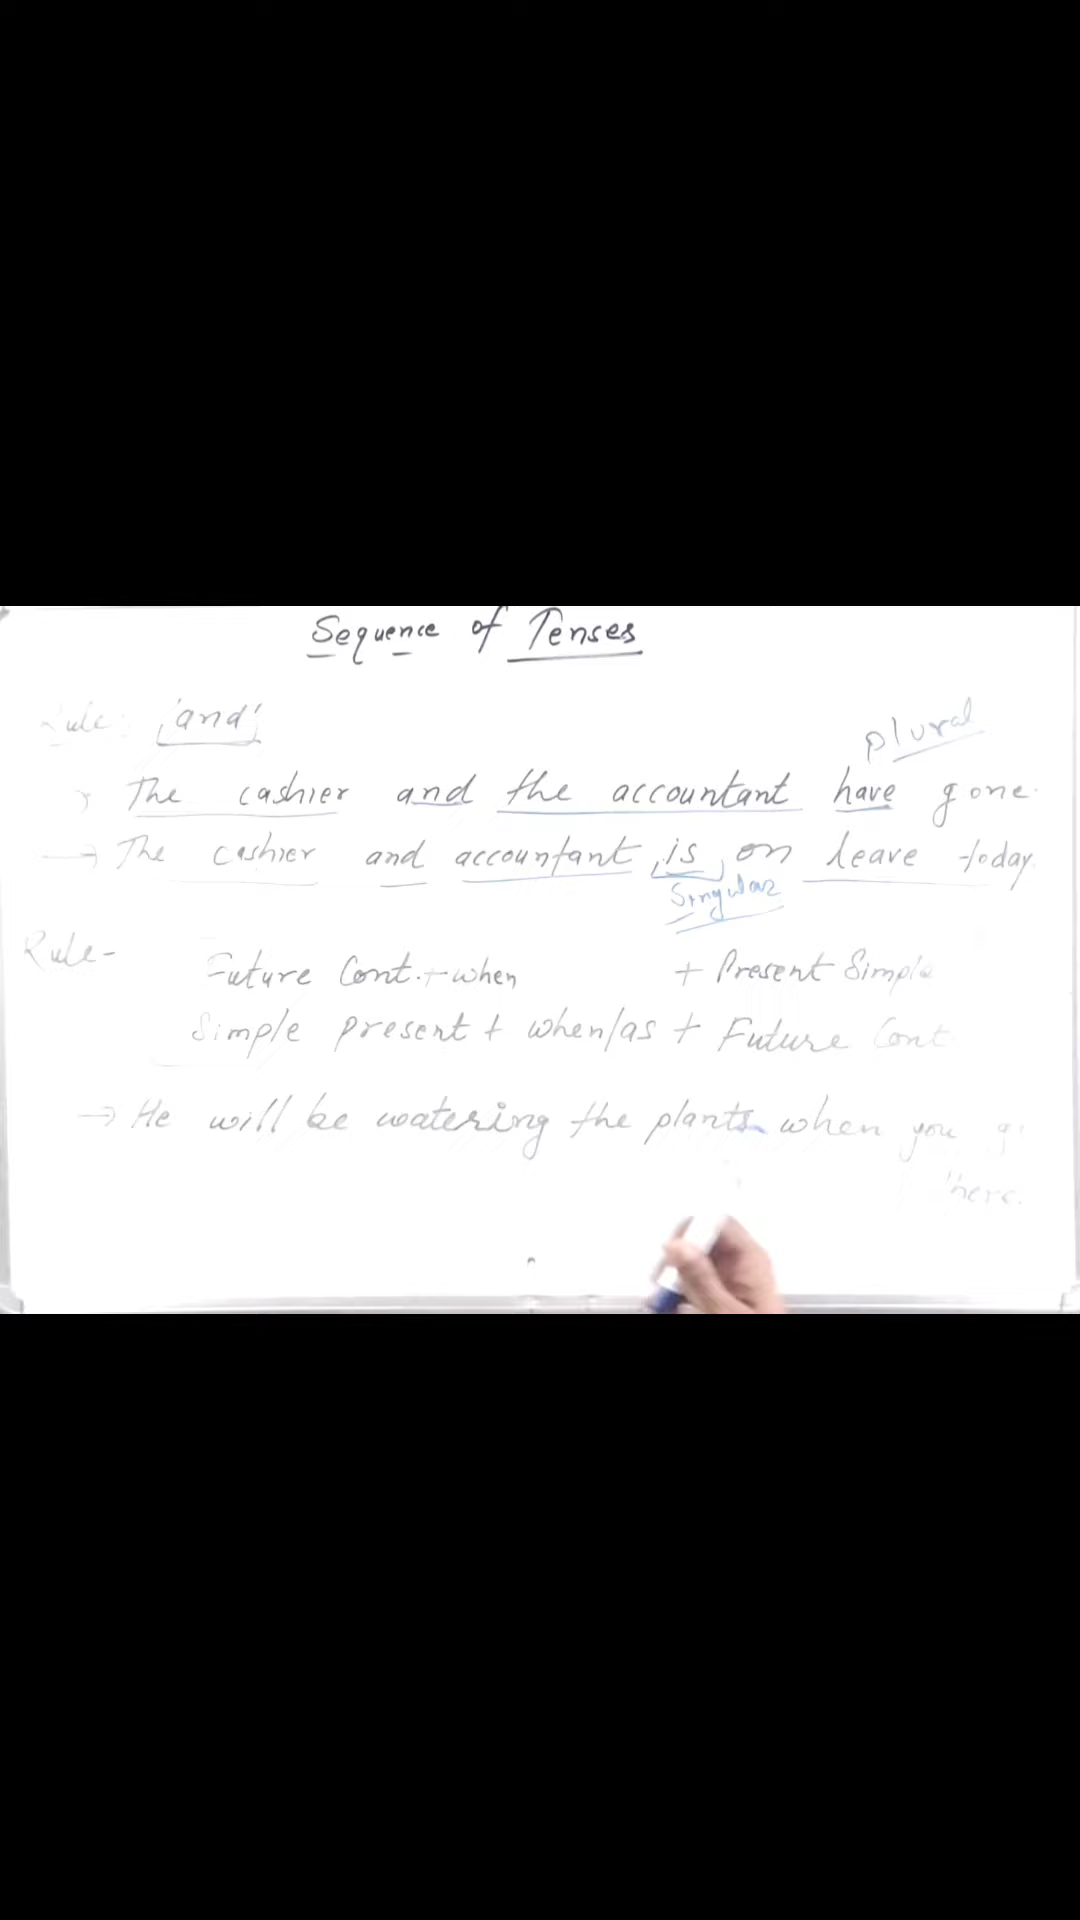 Sequence of Tenses
Rule: 'and'
plural
The cashier and the accountant have gone.
→ The cashier and accountant is on leave today.
Singular
Rule-
Future Cont. + when + Present Simple
Simple present + when/as + Future Cont
→ He will be watering the plants when you